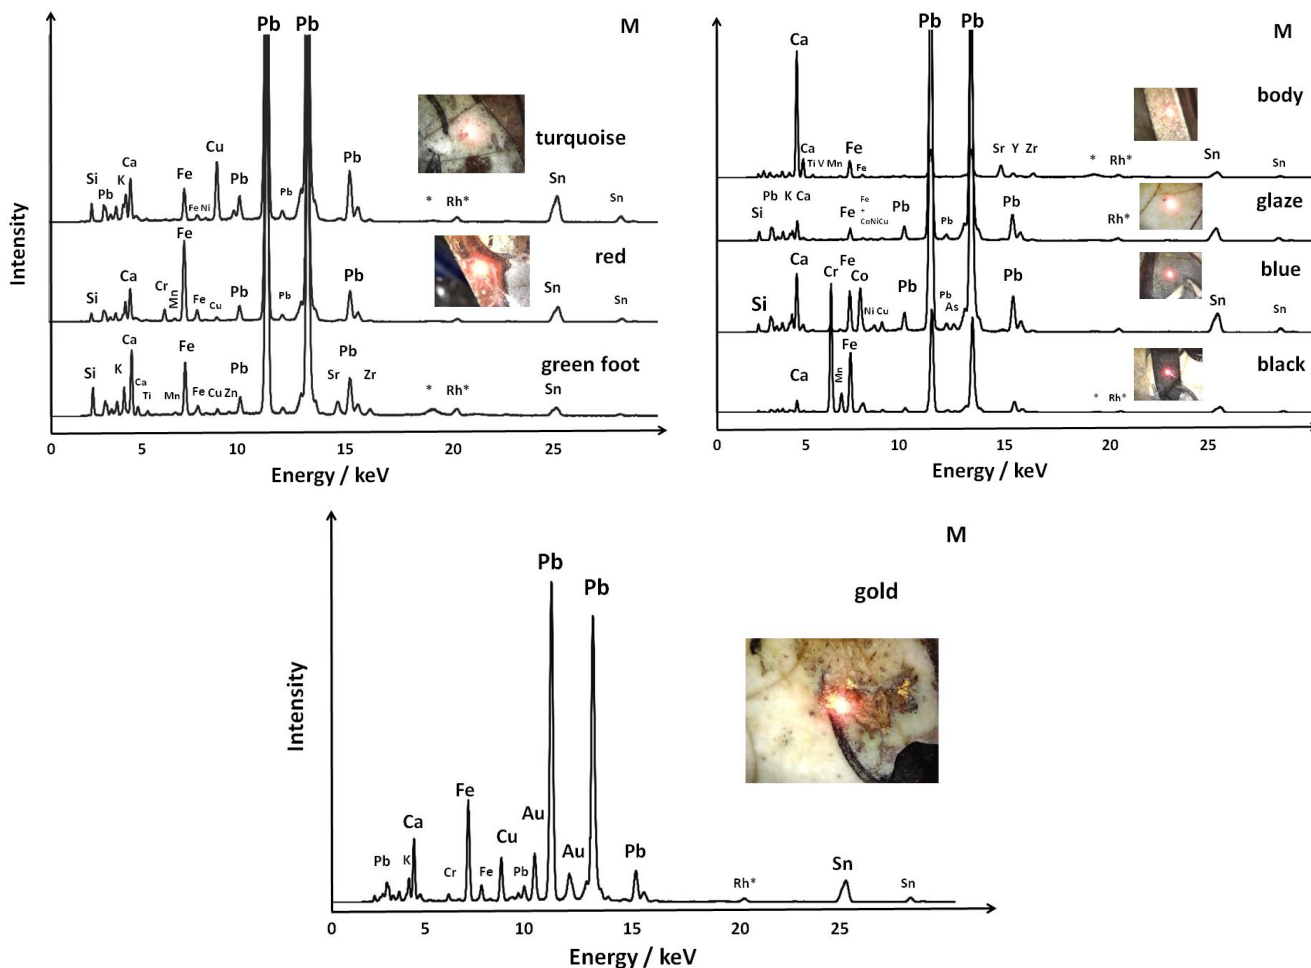 Pb Pb
M
turquoise
Cu
Ca
Fe
Pb
Si
Pb
K
Pb
Pb
Fe Ni
* Rh*
Sn
Sn
red
Fe
Ca
Cr
Mn
Si
Fe
Cu
Pb
Pb
Pb
Sn
Sn
green foot
Ca
Fe
Pb
K
Si
Ca
Ti
Mn
Fe
Cu
Zn
Pb
Sr
Zr
* Rh*
Sn
Intensity
0 5 10 15 20 25
Energy / keV
Pb Pb
M
Ca
body
Ca
Ti V Mn
Fe
Fe
Sr Y Zr
* Rh*
Sn
Sn
glaze
Pb K Ca
Si
Fe
Fe
+
CoNiCu
Pb
Pb
Pb
Rh*
Sn
Sn
blue
Ca
Cr
Fe
Co
Si
Ni Cu
Pb
Pb
As
Pb
Sn
Sn
black
Ca
Mn
Fe
* Rh*
Sn
0 5 10 15 20 25
Energy / keV
M
gold
Pb
Pb
Fe
Ca
Au
Cu
Pb
K
Cr
Fe
Pb
Au
Pb
Rh*
Sn
Sn
Intensity
0 5 10 15 20 25
Energy / keV